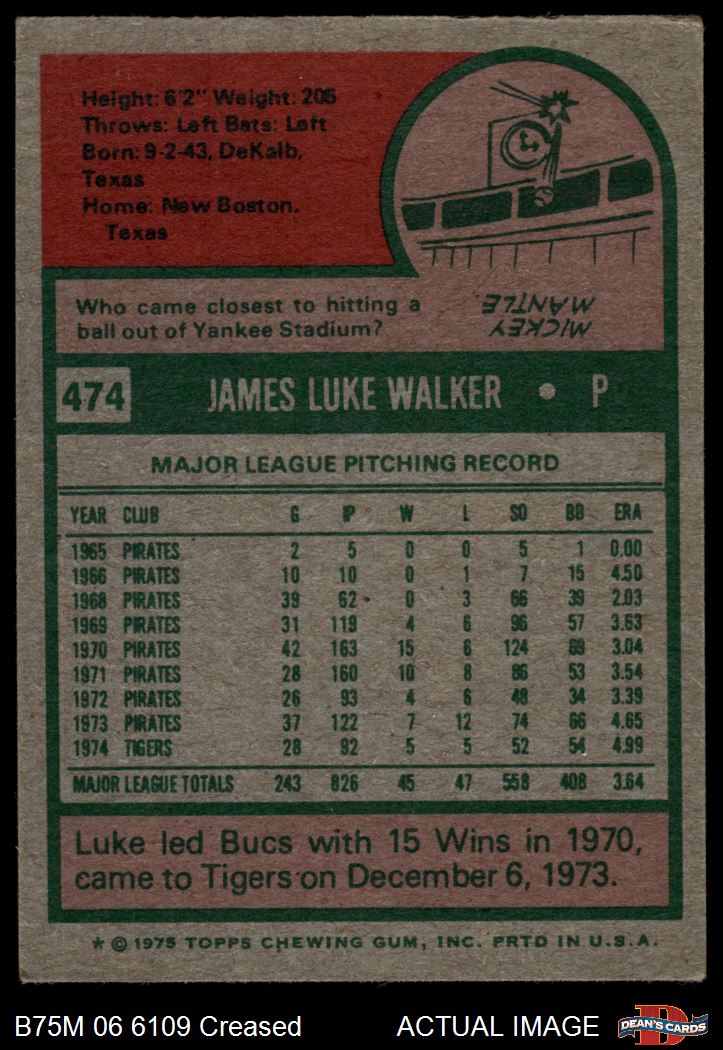 Height: 6'2" Weight: 205
Throws: Left Bats: Left
Born: 9-2-43, DeKalb,
Texas
Home: New Boston,
Texas
Who came closest to hitting a
ball out of Yankee Stadium?
MICKEY
MANTLE
474 JAMES LUKE WALKER • P
MAJOR LEAGUE PITCHING RECORD
YEAR CLUB G IP W L SO BB ERA
1965 PIRATES 2 5 0 0 5 1 0.00
1966 PIRATES 10 10 0 1 7 15 4.50
1968 PIRATES 39 62 0 3 66 39 2.03
1969 PIRATES 31 119 4 6 96 57 3.63
1970 PIRATES 42 163 15 6 124 89 3.04
1971 PIRATES 28 160 10 8 86 53 3.54
1972 PIRATES 26 93 4 6 48 34 3.39
1973 PIRATES 37 122 7 12 74 66 4.65
1974 TIGERS 28 92 5 5 52 54 4.99
MAJOR LEAGUE TOTALS 243 826 45 47 558 408 3.64
Luke led Bucs with 15 Wins in 1970,
came to Tigers on December 6, 1973.
* © 1975 TOPPS CHEWING GUM, INC. PRTD IN U.S.A.
B75M 06 6109 Creased ACTUAL IMAGE DEAN'S CARDS